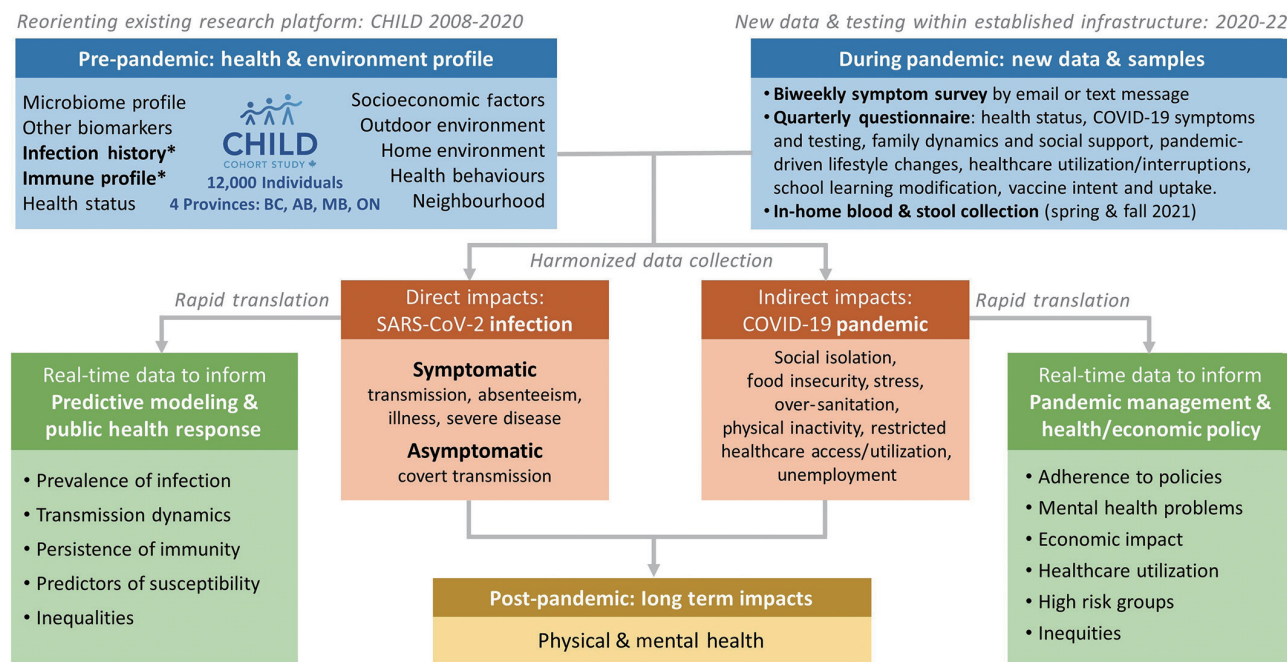 Reorienting existing research platform: CHILD 2008-2020
Pre-pandemic: health & environment profile
Microbiome profile
Other biomarkers
Infection history*
Immune profile*
Health status
CHILD
COHORT STUDY
12,000 Individuals
4 Provinces: BC, AB, MB, ON
Socioeconomic factors
Outdoor environment
Home environment
Health behaviours
Neighbourhood
New data & testing within established infrastructure: 2020-22
During pandemic: new data & samples
• Biweekly symptom survey by email or text message
• Quarterly questionnaire: health status, COVID-19 symptoms
and testing, family dynamics and social support, pandemic-
driven lifestyle changes, healthcare utilization/interruptions,
school learning modification, vaccine intent and uptake.
• In-home blood & stool collection (spring & fall 2021)
Harmonized data collection
Rapid translation
Direct impacts:
SARS-CoV-2 infection
Symptomatic
transmission, absenteeism,
illness, severe disease
Asymptomatic
covert transmission
Indirect impacts:
COVID-19 pandemic
Social isolation,
food insecurity, stress,
over-sanitation,
physical inactivity, restricted
healthcare access/utilization,
unemployment
Rapid translation
Real-time data to inform
Predictive modeling &
public health response
• Prevalence of infection
• Transmission dynamics
• Persistence of immunity
• Predictors of susceptibility
• Inequalities
Real-time data to inform
Pandemic management &
health/economic policy
• Adherence to policies
• Mental health problems
• Economic impact
• Healthcare utilization
• High risk groups
• Inequities
Post-pandemic: long term impacts
Physical & mental health